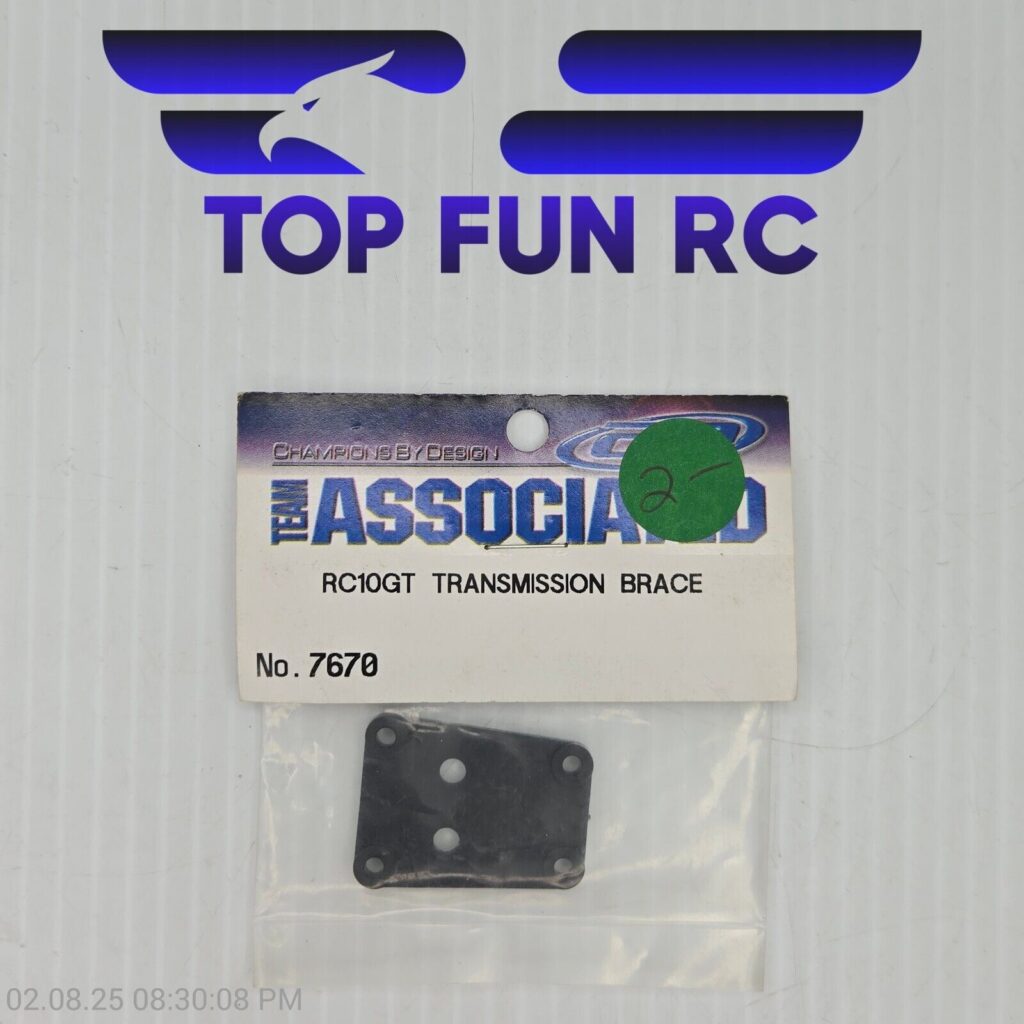 TOP FUN RC
CHAMPIONS BY DESIGN
TEAM
2-
RC10GT TRANSMISSION BRACE
No. 7670
02.08.25 08:30:08 PM